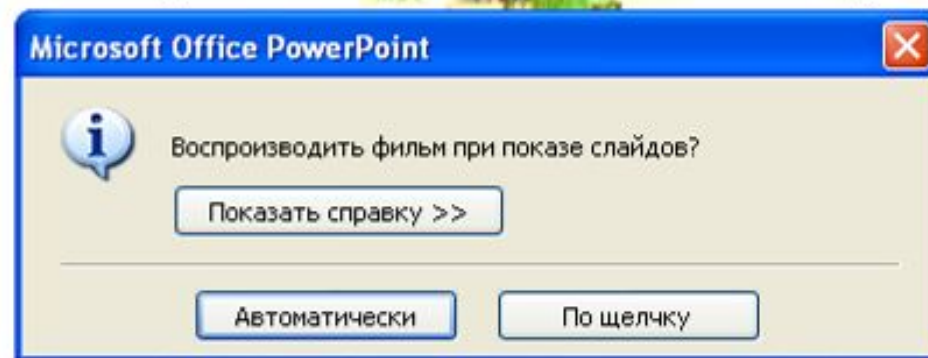 Microsoft Office PowerPoint
Воспроизводить фильм при показе слайдов?
Показать справку >>
Автоматически
По щелчку